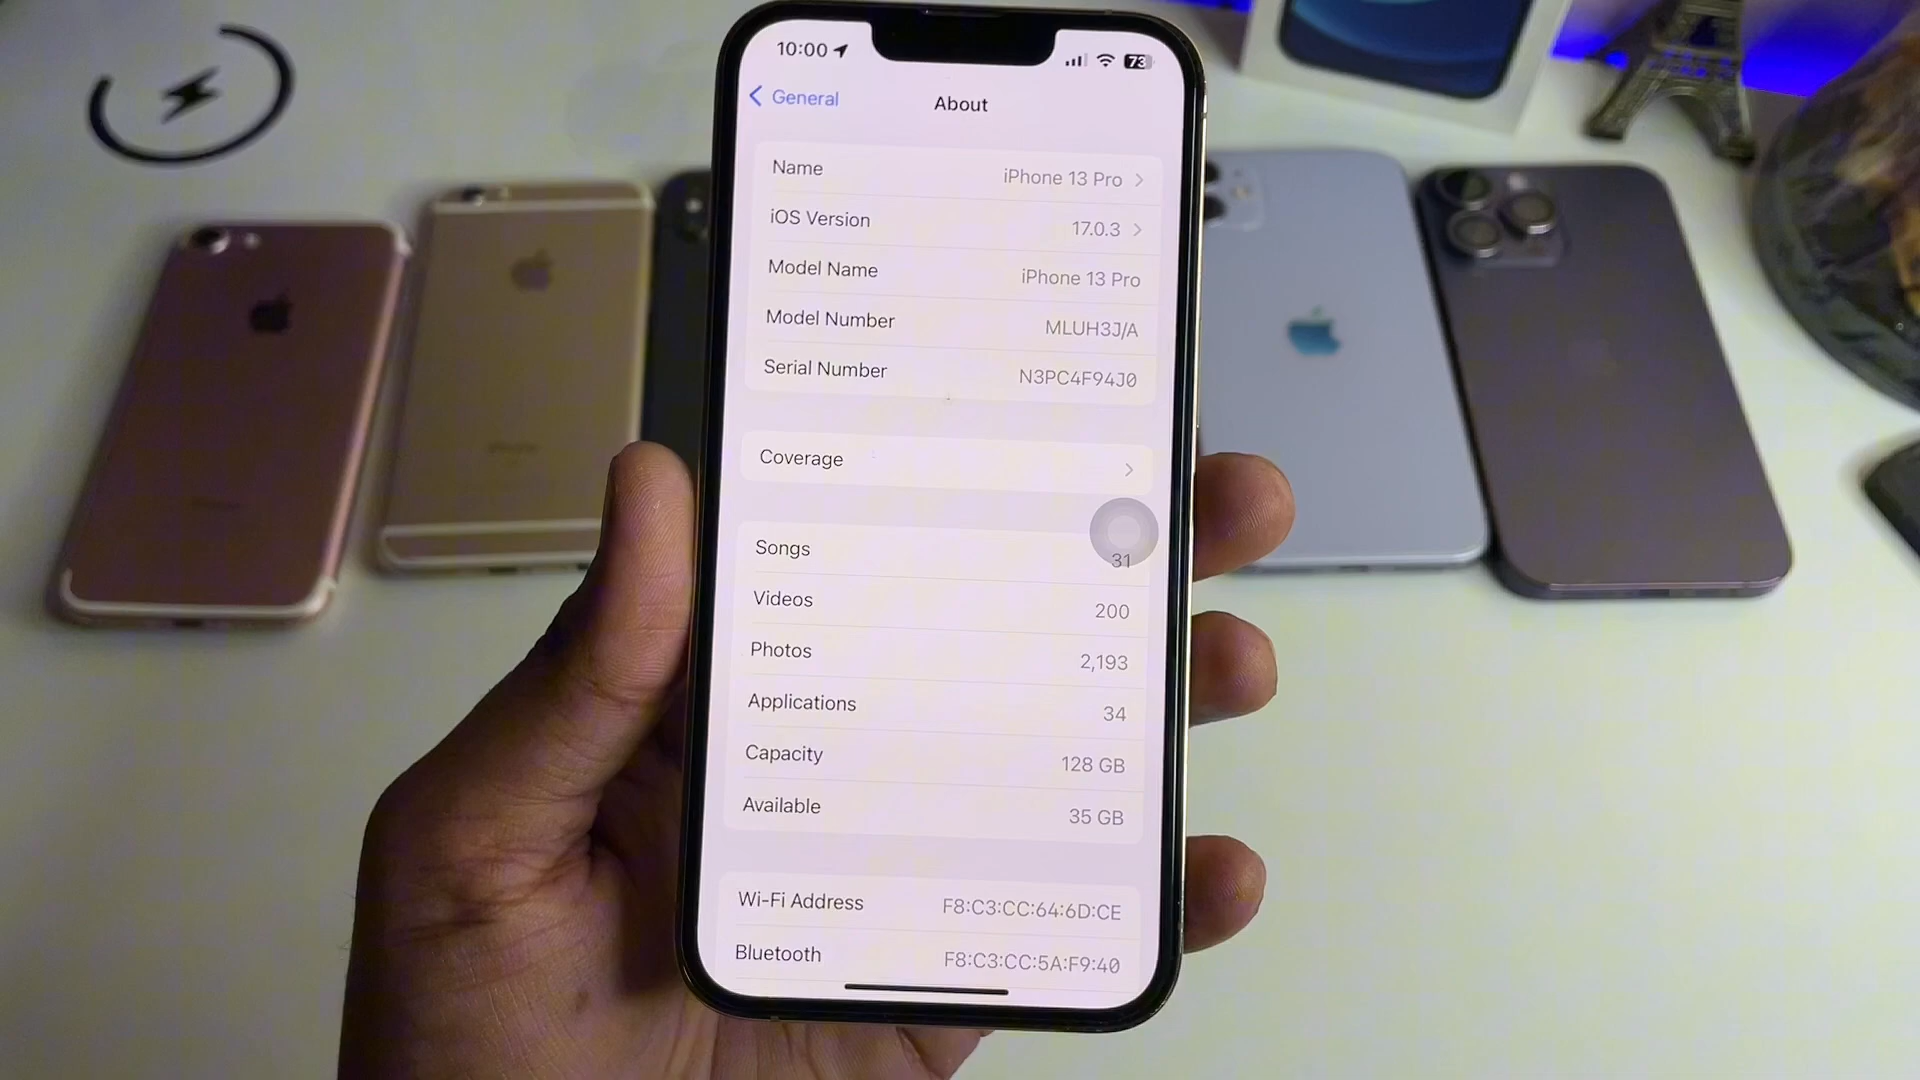 10:00
73
General
About
Name iPhone 13 Pro
iOS Version 17.0.3
Model Name iPhone 13 Pro
Model Number MLUH3J/A
Serial Number N3PC4F94J0
Coverage
Songs 31
Videos 200
Photos 2,193
Applications 34
Capacity 128 GB
Available 35 GB
Wi-Fi Address F8:C3:CC:64:6D:CE
Bluetooth F8:C3:CC:5A:F9:40